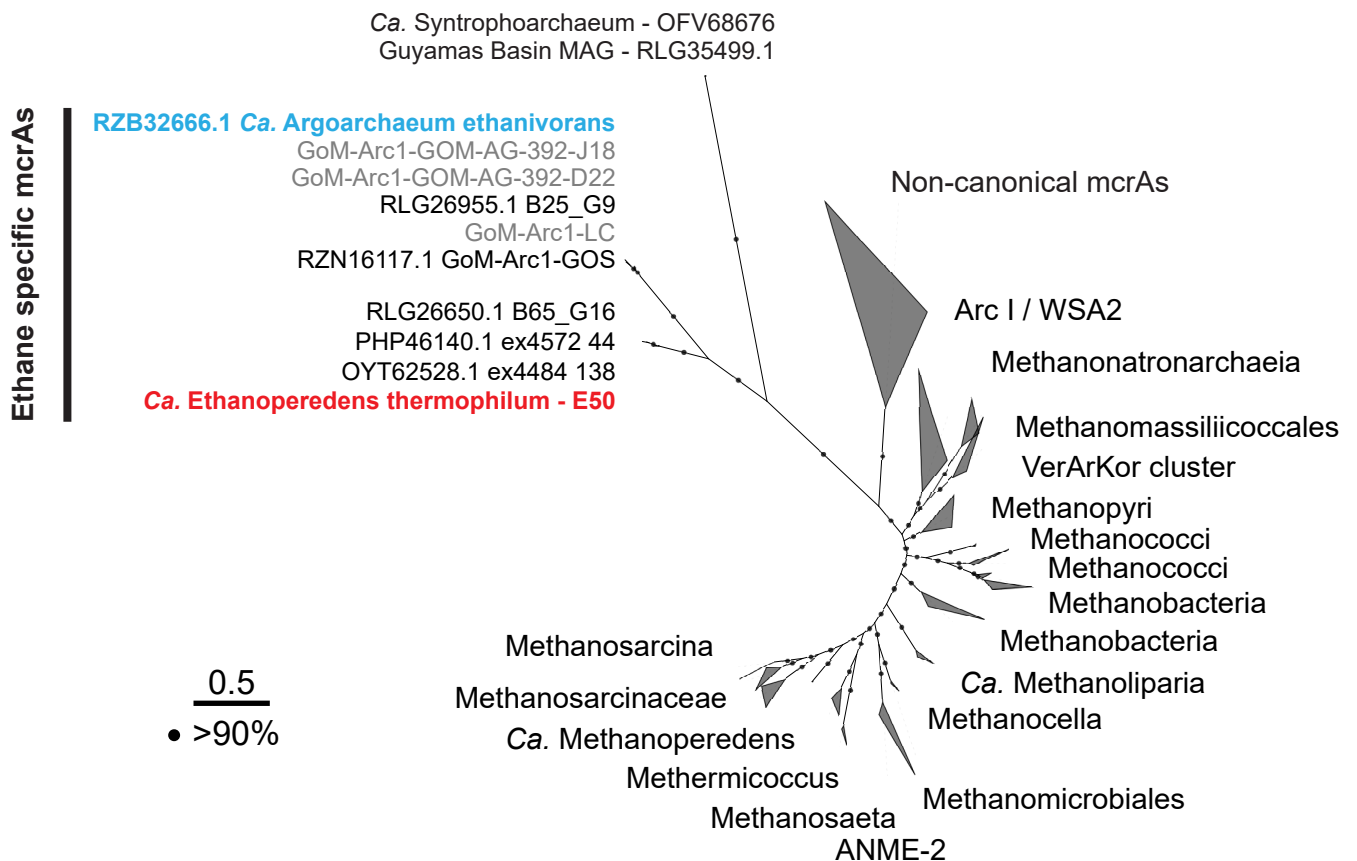 Ca. Syntrophoarchaeum - OFV68676
Guyamas Basin MAG - RLG35499.1
Ethane specific mcrAs
RZB32666.1 Ca. Argoarchaeum ethanivorans
GoM-Arc1-GOM-AG-392-J18
GoM-Arc1-GOM-AG-392-D22
RLG26955.1 B25_G9
GoM-Arc1-LC
RZN16117.1 GoM-Arc1-GOS
RLG26650.1 B65_G16
PHP46140.1 ex4572 44
OYT62528.1 ex4484 138
Ca. Ethanoperedens thermophilum - E50
Non-canonical mcrAs
Arc I / WSA2
Methanonatronarchaeia
Methanomassiliicoccales
VerArKor cluster
Methanopyri
Methanococci
Methanococci
Methanobacteria
Methanobacteria
Ca. Methanoliparia
Methanocella
Methanomicrobiales
Methanosarcina
Methanosarcinaceae
Ca. Methanoperedens
Methermicoccus
Methanosaeta
ANME-2
0.5
>90%